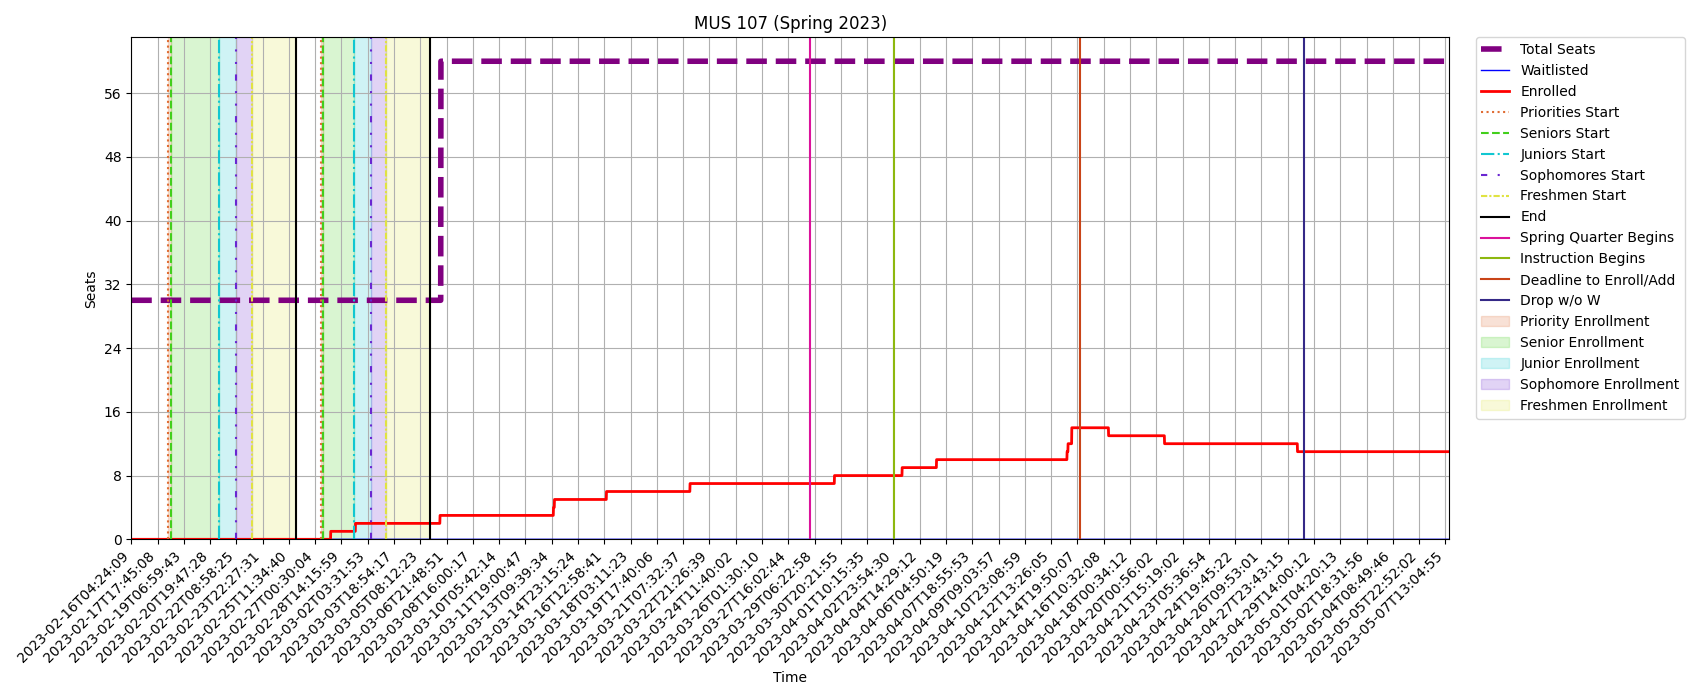 MUS 107 (Spring 2023)
Seats
56
48
40
32
24
16
8
0
2023-02-16T04:24:09
2023-02-17T17:45:08
2023-02-19T06:59:43
2023-02-20T19:47:28
2023-02-22T08:58:25
2023-02-23T22:27:31
2023-02-25T11:34:40
2023-02-27T00:30:04
2023-02-28T14:15:59
2023-03-02T03:31:53
2023-03-03T18:54:17
2023-03-05T08:12:23
2023-03-06T21:48:51
2023-03-08T16:00:17
2023-03-10T05:42:14
2023-03-11T19:00:47
2023-03-13T09:39:34
2023-03-14T23:15:24
2023-03-16T12:58:41
2023-03-18T03:11:23
2023-03-19T17:40:06
2023-03-21T07:32:37
2023-03-22T21:26:39
2023-03-24T11:40:02
2023-03-26T01:30:10
2023-03-27T16:02:44
2023-03-29T06:22:58
2023-03-30T20:21:55
2023-04-01T10:15:35
2023-04-02T23:54:30
2023-04-04T14:29:12
2023-04-06T04:50:19
2023-04-07T18:55:53
2023-04-09T09:03:57
2023-04-10T23:08:59
2023-04-12T13:26:05
2023-04-14T19:50:07
2023-04-16T10:32:08
2023-04-18T00:34:12
2023-04-20T00:56:02
2023-04-21T15:19:02
2023-04-23T05:36:54
2023-04-24T19:45:22
2023-04-26T09:53:01
2023-04-27T23:43:15
2023-04-29T14:00:12
2023-05-01T04:20:13
2023-05-02T18:31:56
2023-05-04T08:49:46
2023-05-05T22:52:02
2023-05-07T13:04:55
Time
Total Seats
Waitlisted
Enrolled
Priorities Start
Seniors Start
Juniors Start
Sophomores Start
Freshmen Start
End
Spring Quarter Begins
Instruction Begins
Deadline to Enroll/Add
Drop w/o W
Priority Enrollment
Senior Enrollment
Junior Enrollment
Sophomore Enrollment
Freshmen Enrollment